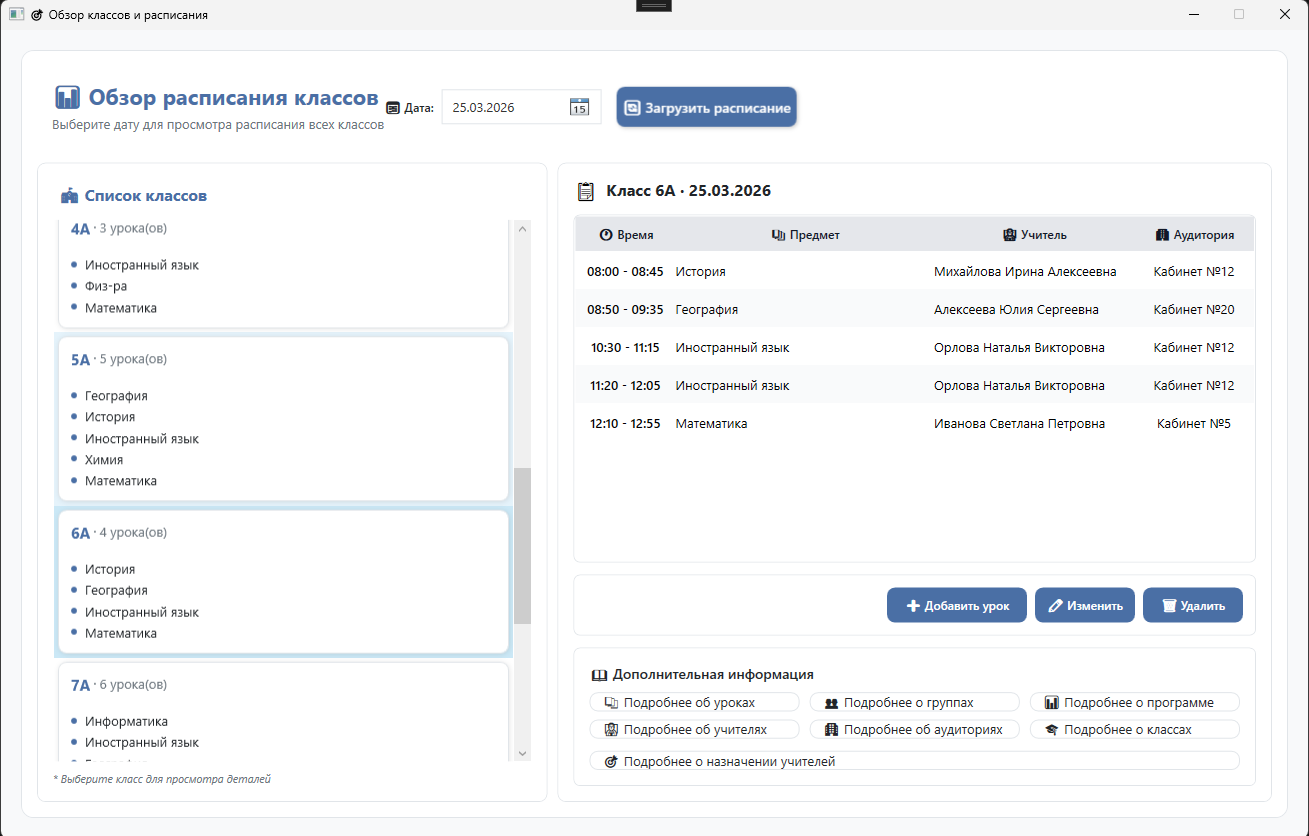 Обзор классов и расписания
Обзор расписания классов
Выберите дату для просмотра расписания всех классов
Дата:
25.03.2026
15
Загрузить расписание
Список классов
4А · 3 урока(ов)
Иностранный язык
Физ-ра
Математика
5А · 5 урока(ов)
География
История
Иностранный язык
Химия
Математика
6А · 4 урока(ов)
История
География
Иностранный язык
Математика
7А · 6 урока(ов)
Информатика
Иностранный язык
* Выберите класс для просмотра деталей
Класс 6А · 25.03.2026
Время Предмет Учитель Аудитория
08:00 - 08:45 История Михайлова Ирина Алексеевна Кабинет №12
08:50 - 09:35 География Алексеева Юлия Сергеевна Кабинет №20
10:30 - 11:15 Иностранный язык Орлова Наталья Викторовна Кабинет №12
11:20 - 12:05 Иностранный язык Орлова Наталья Викторовна Кабинет №12
12:10 - 12:55 Математика Иванова Светлана Петровна Кабинет №5
Добавить урок Изменить Удалить
Дополнительная информация
Подробнее об уроках Подробнее о группах Подробнее о программе
Подробнее об учителях Подробнее об аудиториях Подробнее о классах
Подробнее о назначении учителей